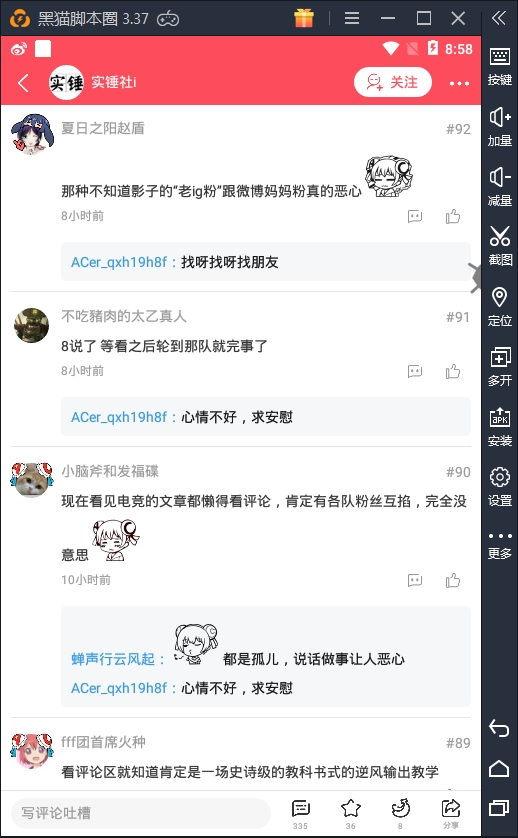 黑猫脚本圈 3.37
8:58
实锤
实锤社i
关注
夏日之阳赵盾
#92
那种不知道影子的“老ig粉”跟微博妈妈粉真的恶心
8小时前
ACer_qxh19h8f：找呀找呀找朋友
不吃豬肉的太乙真人
#91
8说了 等看之后轮到那队就完事了
8小时前
ACer_qxh19h8f：心情不好，求安慰
小脑斧和发福碟
#90
现在看见电竞的文章都懒得看评论，肯定有各队粉丝互掐，完全没
意思
10小时前
蝉声行云风起：都是孤儿，说话做事让人恶心
ACer_qxh19h8f：心情不好，求安慰
fff团首席火种
#89
看评论区就知道肯定是一场史诗级的教科书式的逆风输出教学
写评论吐槽
335
36
8
分享
按键
加量
减量
截图
定位
多开
APK
安装
设置
更多